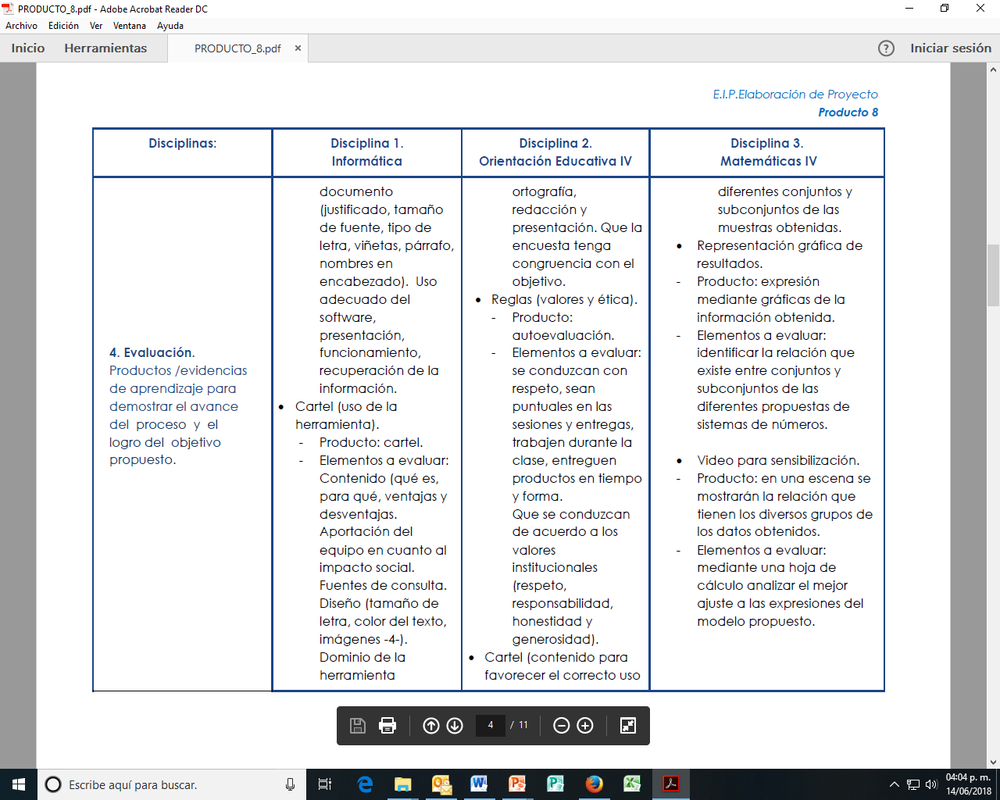 PRODUCTO_8.pdf - Adobe Acrobat Reader DC
Archivo Edición Ver Ventana Ayuda
Inicio Herramientas PRODUCTO_8.pdf × ? Iniciar sesión
E.I.P.Elaboración de Proyecto
Producto 8
Disciplinas:
Disciplina 1.
Informática
Disciplina 2.
Orientación Educativa IV
Disciplina 3.
Matemáticas IV
4. Evaluación.
Productos /evidencias
de aprendizaje para
demostrar el avance
del proceso y el
logro del objetivo
propuesto.
documento
(justificado, tamaño
de fuente, tipo de
letra, viñetas, párrafo,
nombres en
encabezado). Uso
adecuado del
software,
presentación,
funcionamiento,
recuperación de la
información.
• Cartel (uso de la
herramienta).
- Producto: cartel.
- Elementos a evaluar:
Contenido (qué es,
para qué, ventajas y
desventajas.
Aportación del
equipo en cuanto al
impacto social.
Fuentes de consulta.
Diseño (tamaño de
letra, color del texto,
imágenes -4-).
Dominio de la
herramienta
ortografía,
redacción y
presentación. Que la
encuesta tenga
congruencia con el
objetivo.
• Reglas (valores y ética).
- Producto:
autoevaluación.
- Elementos a evaluar:
se conduzcan con
respeto, sean
puntuales en las
sesiones y entregas,
trabajen durante la
clase, entreguen
productos en tiempo
y forma.
Que se conduzcan
de acuerdo a los
valores
institucionales
(respeto,
responsabilidad,
honestidad y
generosidad).
• Cartel (contenido para
favorecer el correcto uso
diferentes conjuntos y
subconjuntos de las
muestras obtenidas.
• Representación gráfica de
resultados.
- Producto: expresión
mediante gráficas de la
información obtenida.
- Elementos a evaluar:
identificar la relación que
existe entre conjuntos y
subconjuntos de las
diferentes propuestas de
sistemas de números.
• Video para sensibilización.
- Producto: en una escena se
mostrarán la relación que
tienen los diversos grupos de
los datos obtenidos.
- Elementos a evaluar:
mediante una hoja de
cálculo analizar el mejor
ajuste a las expresiones del
modelo propuesto.
4 / 11
Escribe aquí para buscar.
04:04 p. m.
14/06/2018